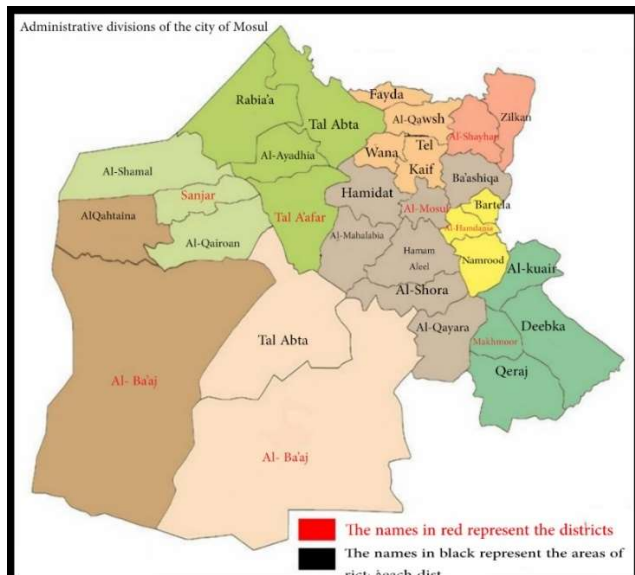 Administrative divisions of the city of Mosul
Fayda
Rabia'a
Al-Qawsh
Zilkan
Tal Abta
Al-Shayhan
Wana
Tel
Kaif
Al-Ayadhia
Al-Shamal
Ba'ashiqa
Hamidat
Sanjar
Bartela
Al-Mosul
AlQahtaina
Tal A'afar
Al-Hamdania
Al-Mahalabia
Al-Qairoan
Hamam
Aleel
Namrood
Al-kuair
Al-Shora
Al-Qayara
Deebka
Tal Abta
Makhmoor
Qeraj
Al- Ba'aj
Al- Ba'aj
The names in red represent the districts
The names in black represent the areas of